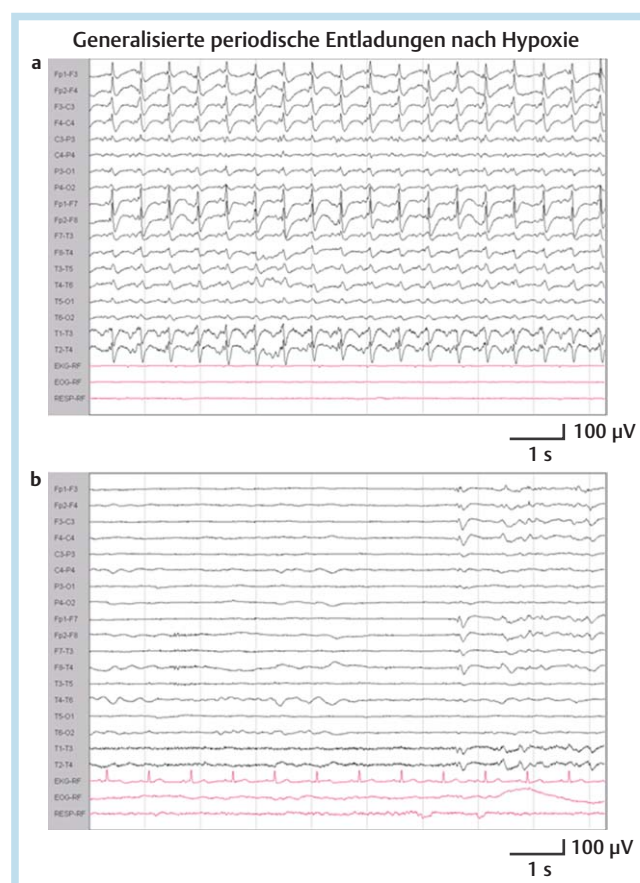 Generalisierte periodische Entladungen nach Hypoxie
a
Fp1-F3
Fp2-F4
F3-C3
F4-C4
C3-P3
C4-P4
P3-O1
P4-O2
Fp1-F7
Fp2-F8
F7-T3
F8-T4
T3-T5
T4-T6
T5-O1
T6-O2
T1-T3
T2-T4
EKG-RF
EOG-RF
RESP-RF
100 µV
1 s
b
Fp1-F3
Fp2-F4
F3-C3
F4-C4
C3-P3
C4-P4
P3-O1
P4-O2
Fp1-F7
Fp2-F8
F7-T3
F8-T4
T3-T5
T4-T6
T5-O1
T6-O2
T1-T3
T2-T4
EKG-RF
EOG-RF
RESP-RF
100 µV
1 s